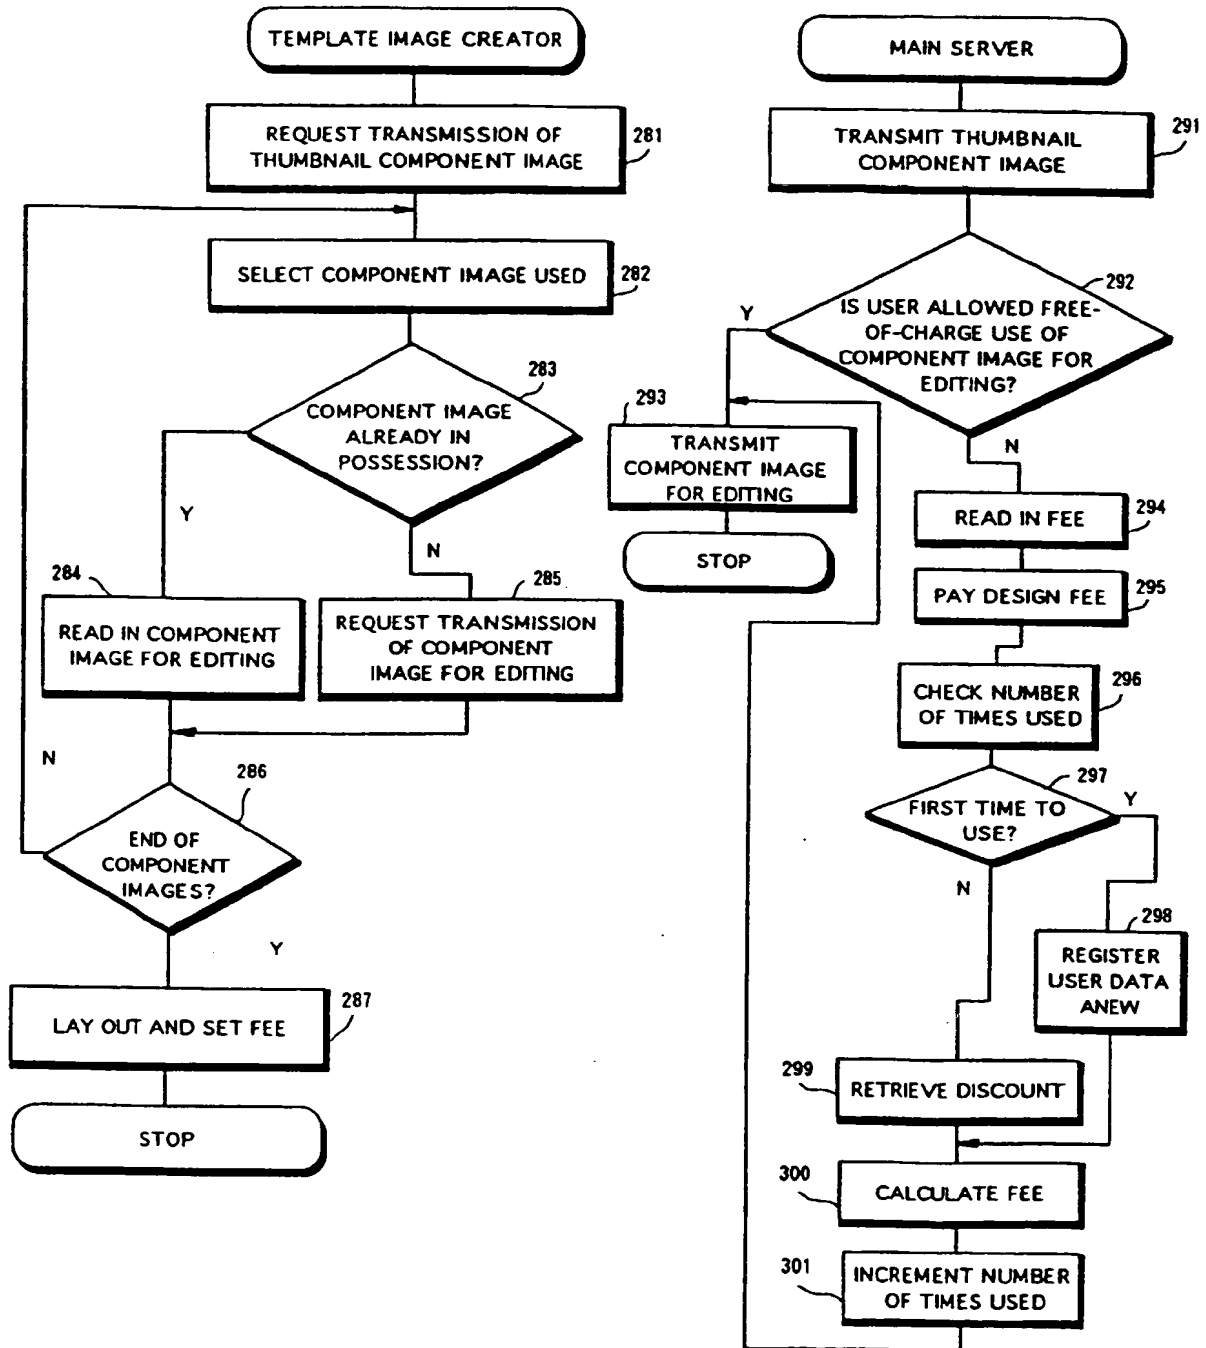 TEMPLATE IMAGE CREATOR
REQUEST TRANSMISSION OF
THUMBNAIL COMPONENT IMAGE
281
SELECT COMPONENT IMAGE USED
282
283
COMPONENT IMAGE
ALREADY IN
POSSESSION?
Y
N
284
READ IN COMPONENT
IMAGE FOR EDITING
285
REQUEST TRANSMISSION
OF COMPONENT
IMAGE FOR EDITING
N
286
END OF
COMPONENT
IMAGES?
Y
LAY OUT AND SET FEE
287
STOP
MAIN SERVER
TRANSMIT THUMBNAIL
COMPONENT IMAGE
291
292
IS USER ALLOWED FREE-
OF-CHARGE USE OF
COMPONENT IMAGE FOR
EDITING?
Y
N
293
TRANSMIT
COMPONENT IMAGE
FOR EDITING
STOP
READ IN FEE
294
PAY DESIGN FEE
295
CHECK NUMBER
OF TIMES USED
296
297
FIRST TIME TO
USE?
Y
N
298
REGISTER
USER DATA
ANEW
299
RETRIEVE DISCOUNT
300
CALCULATE FEE
301
INCREMENT NUMBER
OF TIMES USED